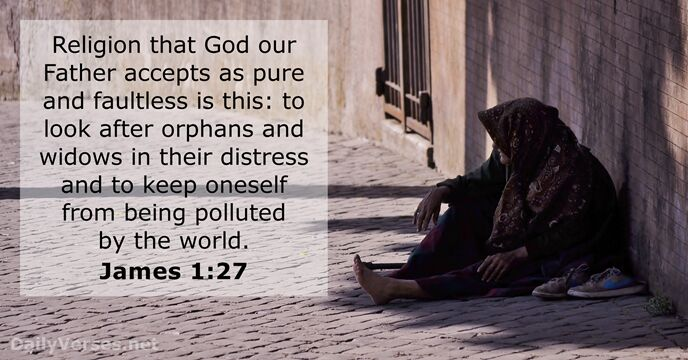 Religion that God our
Father accepts as pure
and faultless is this: to
look after orphans and
widows in their distress
and to keep oneself
from being polluted
by the world.
James 1:27
DailyVerses.net